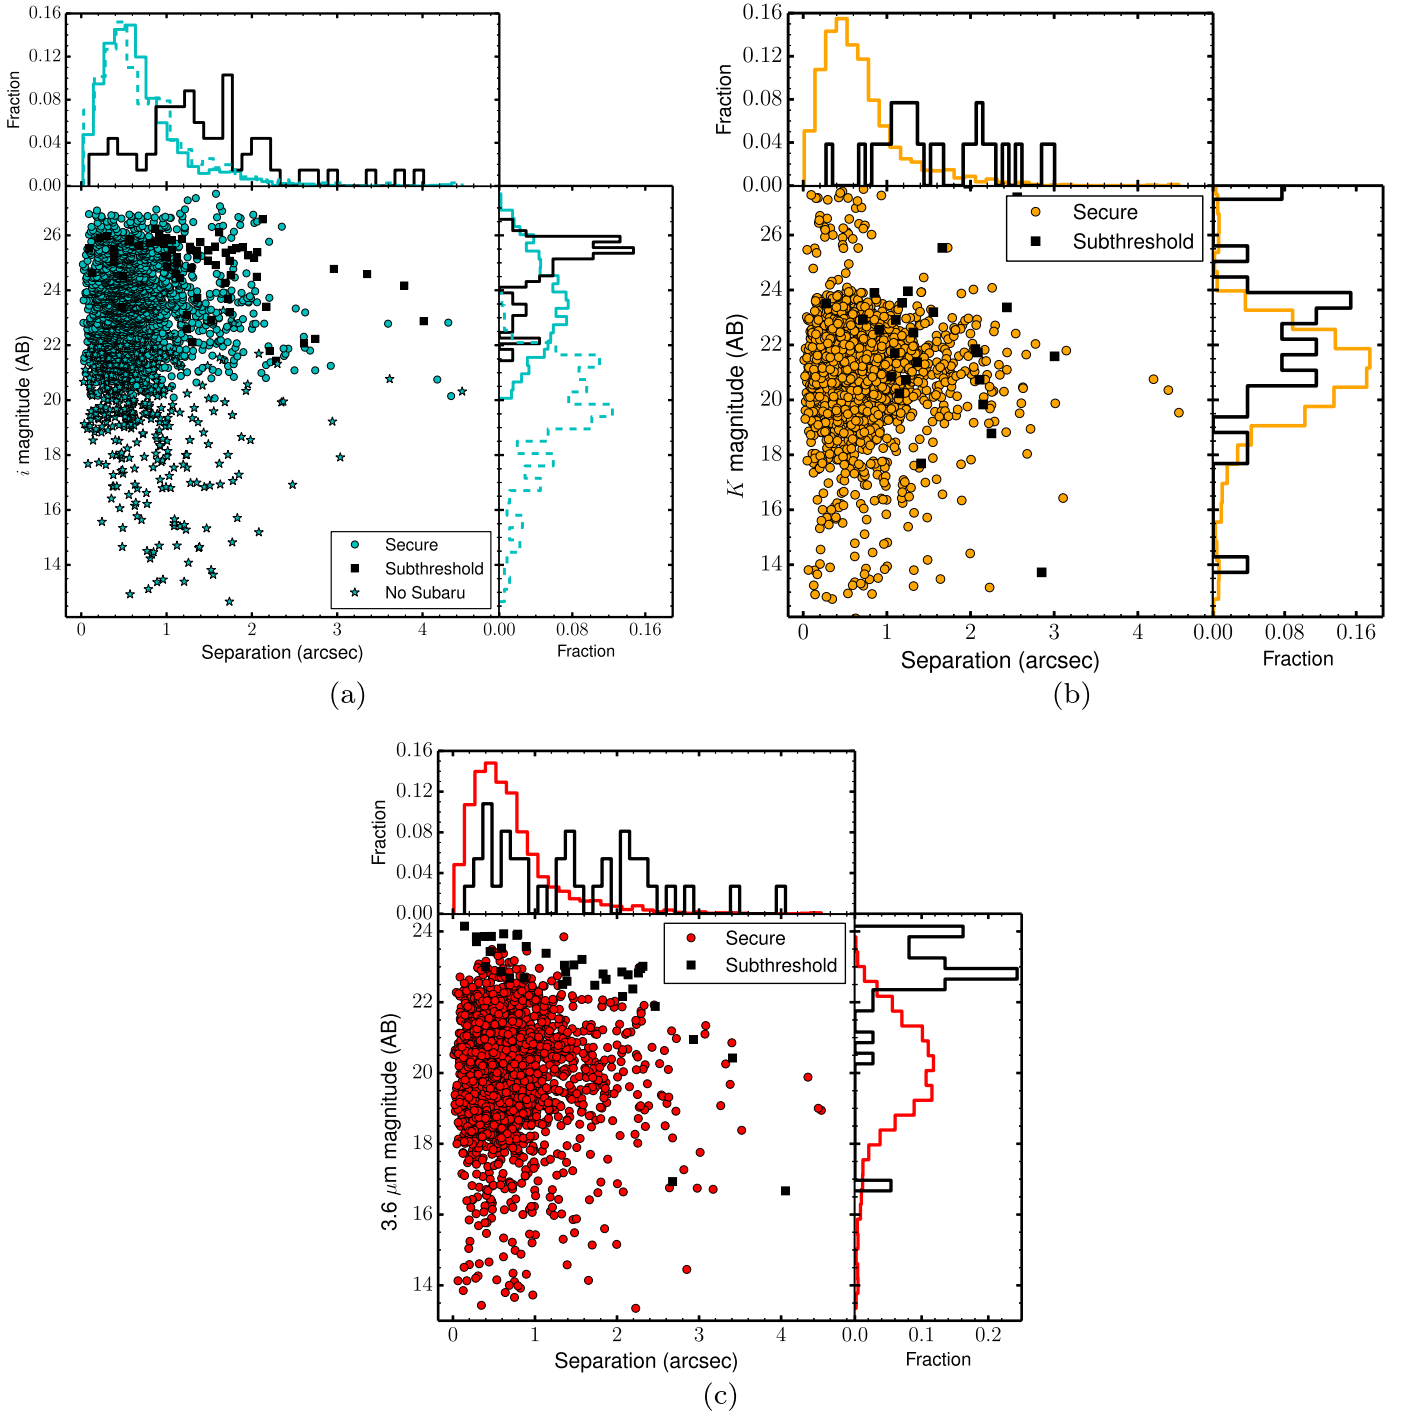 0.16
0.12
0.08
0.04
0.00
Fraction
26
24
22
20
18
16
14
i magnitude (AB)
Secure
Subthreshold
No Subaru
0 1 2 3 4
Separation (arcsec)
0.00 0.08 0.16
Fraction
(a)
0.16
0.12
0.08
0.04
0.00
Fraction
26
24
22
20
18
16
14
K magnitude (AB)
Secure
Subthreshold
0 1 2 3 4
Separation (arcsec)
0.00 0.08 0.16
Fraction
(b)
0.16
0.12
0.08
0.04
0.00
Fraction
24
22
20
18
16
14
3.6 μm magnitude (AB)
Secure
Subthreshold
0 1 2 3 4
Separation (arcsec)
0.0 0.1 0.2
Fraction
(c)